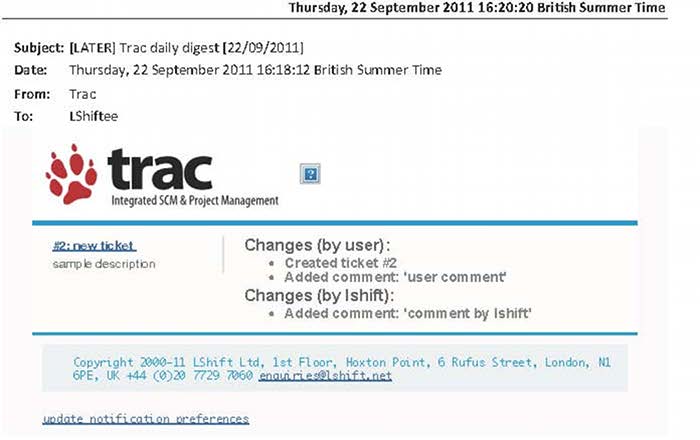 Thursday, 22 September 2011 16:20:20 British Summer Time
Subject: [LATER] Trac daily digest [22/09/2011]
Date: Thursday, 22 September 2011 16:18:12 British Summer Time
From: Trac
To: LShiftee
trac
Integrated SCM & Project Management
?
#2: new ticket
sample description
Changes (by user):
• Created ticket #2
• Added comment: 'user comment'
Changes (by lshift):
• Added comment: 'comment by lshift'
Copyright 2000-11 LShift Ltd, 1st Floor, Hoxton Point, 6 Rufus Street, London, N1
6PE, UK +44 (0)20 7729 7060 enquiries@lshift.net
update notification preferences